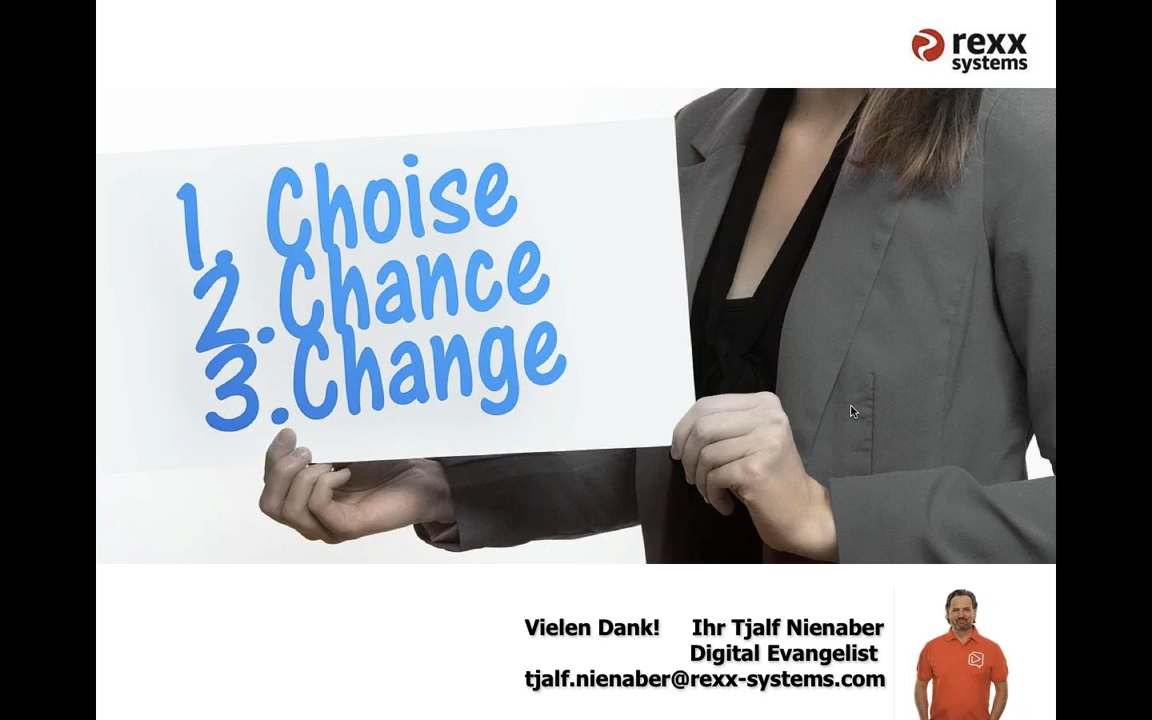 rexx
systems
1. Choise
2. Chance
3. Change
Vielen Dank! Ihr Tjalf Nienaber
Digital Evangelist
tjalf.nienaber@rexx-systems.com